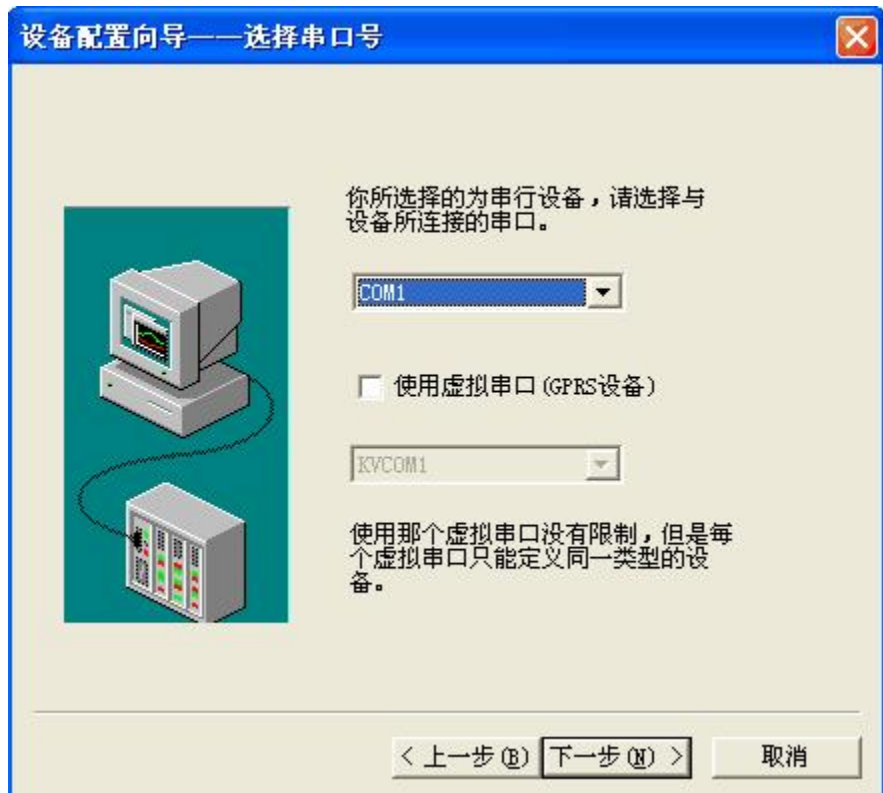 设备配置向导——选择串口号
你所选择的为串行设备，请选择与
设备所连接的串口。
COM1
使用虚拟串口(GPRS设备)
KVCOM1
使用那个虚拟串口没有限制，但是每
个虚拟串口只能定义同一类型的设
备。
< 上一步(B) 下一步(N) > 取消